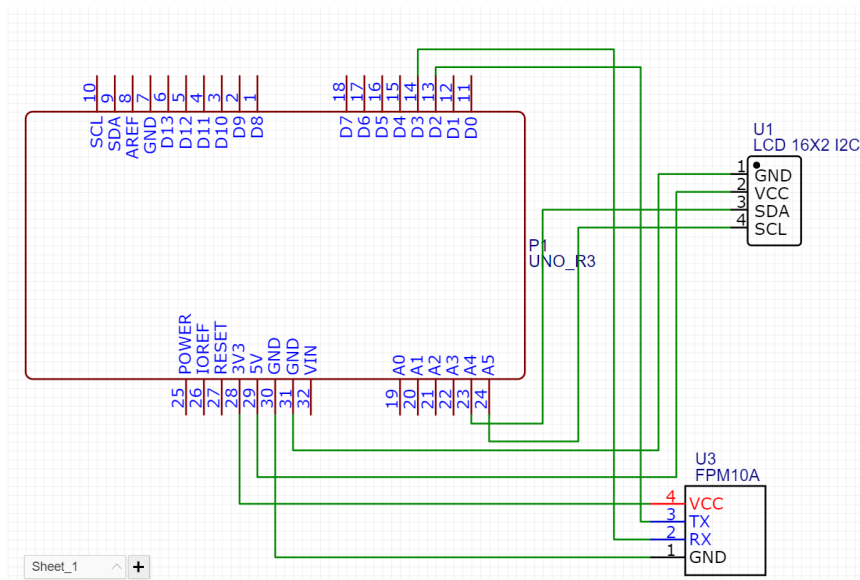 10
9
8
7
6
5
4
3
2
1
18
17
16
15
14
13
12
11
SCL
SDA
AREF
GND
D13
D12
D11
D10
D9
D8
D7
D6
D5
D4
D3
D2
D1
D0
U1
LCD 16X2 I2C
1 GND
2 VCC
3 SDA
4 SCL
P1
UNO_R3
POWER
IOREF
RESET
3V3
5V
GND
GND
VIN
A0
A1
A2
A3
A4
A5
25
26
27
28
29
30
31
32
19
20
21
22
23
24
U3
FPM10A
4 VCC
3 TX
2 RX
1 GND
Sheet_1 +